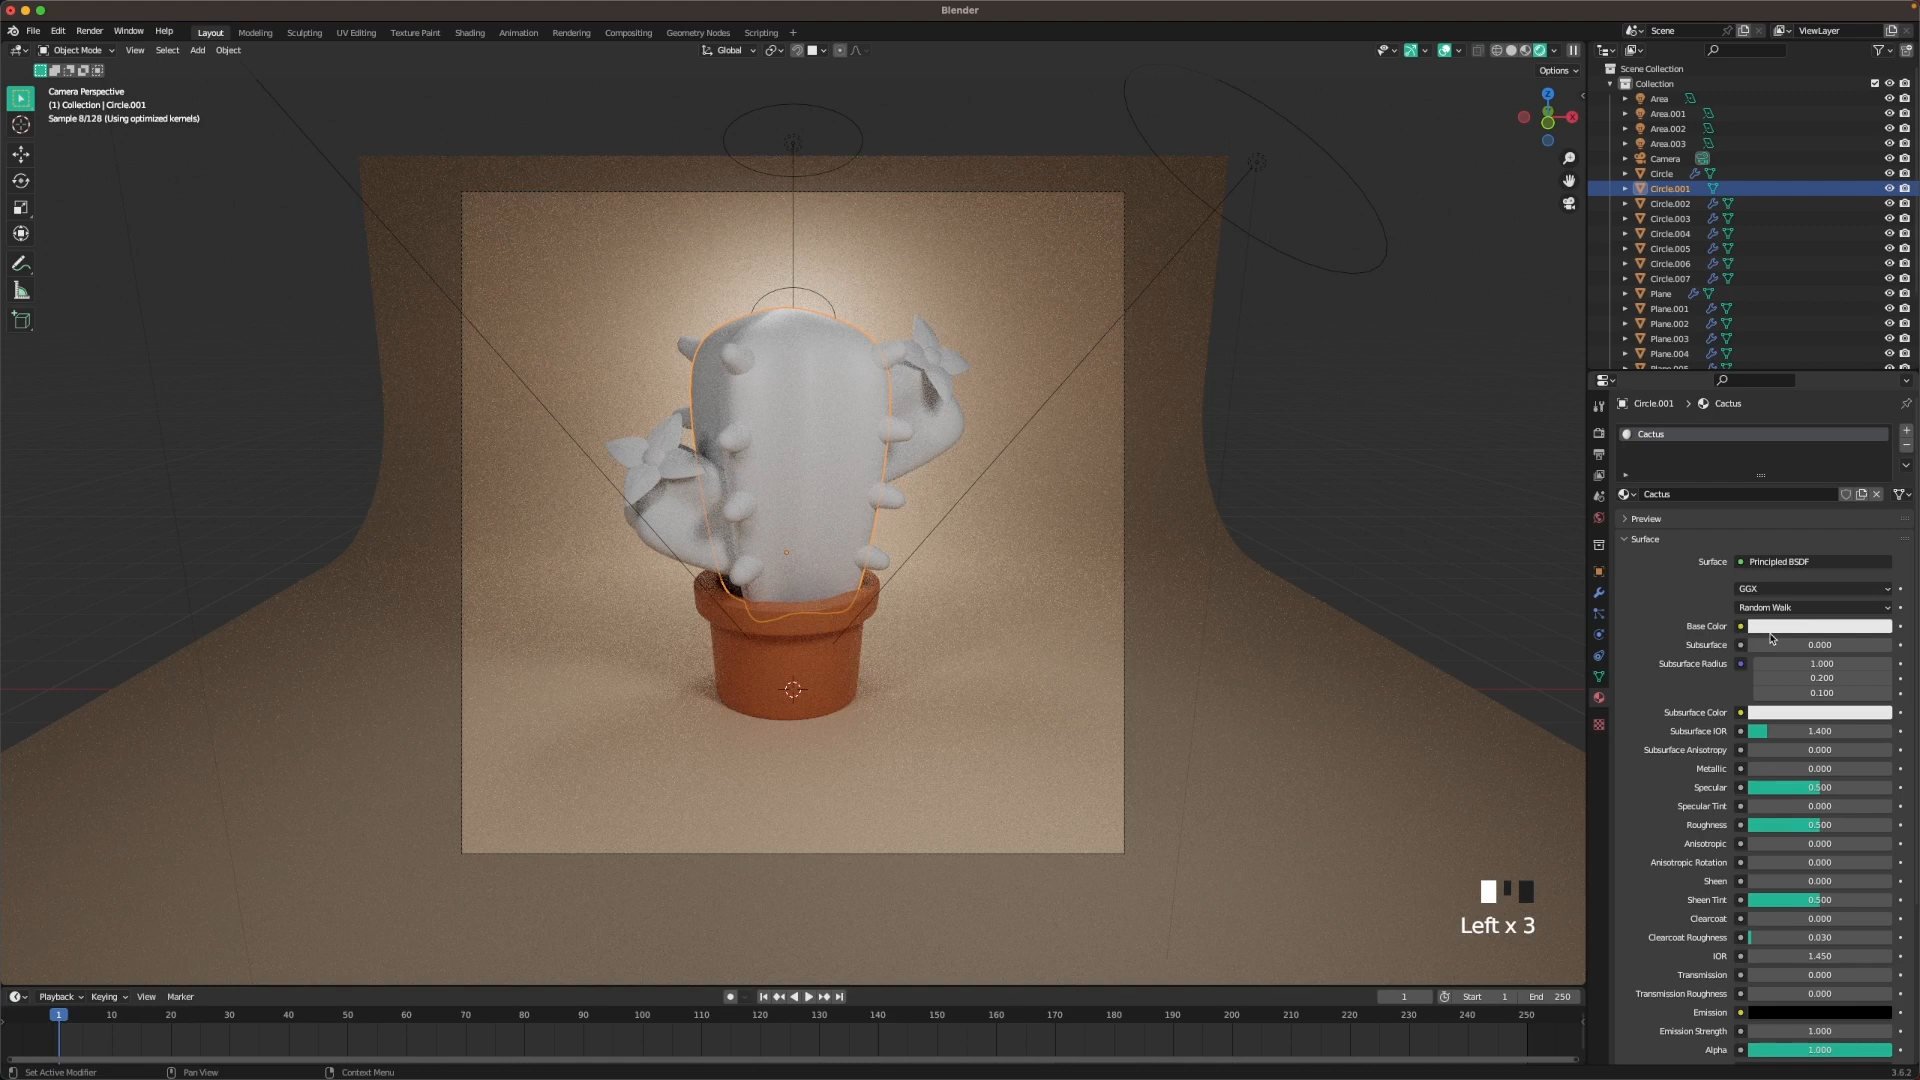 Blender
File Edit Render Window Help Layout Modeling Sculpting UV Editing Texture Paint Shading Animation Rendering Compositing Geometry Nodes Scripting + Scene ViewLayer
Object Mode View Select Add Object Global
Options
Camera Perspective
(1) Collection | Circle.001
Sample 8/128 (Using optimized kernels)
Z
X
Scene Collection
Collection
Area
Area.001
Area.002
Area.003
Camera
Circle
Circle.001
Circle.002
Circle.003
Circle.004
Circle.005
Circle.006
Circle.007
Plane
Plane.001
Plane.002
Plane.003
Plane.004
Plane.005
Circle.001 > Cactus
Cactus
Cactus
Preview
Surface
Surface Principled BSDF
GGX
Random Walk
Base Color
Subsurface 0.000
Subsurface Radius 1.000
0.200
0.100
Subsurface Color
Subsurface IOR 1.400
Subsurface Anisotropy 0.000
Metallic 0.000
Specular 0.500
Specular Tint 0.000
Roughness 0.500
Anisotropic 0.000
Anisotropic Rotation 0.000
Sheen 0.000
Sheen Tint 0.500
Clearcoat 0.000
Clearcoat Roughness 0.030
IOR 1.450
Transmission 0.000
Transmission Roughness 0.000
Emission
Emission Strength 1.000
Alpha 1.000
Left x 3
Playback Keying View Marker 1 Start 1 End 250
1 10 20 30 40 50 60 70 80 90 100 110 120 130 140 150 160 170 180 190 200 210 220 230 240 250
Set Active Modifier Pan View Context Menu 3.6.2